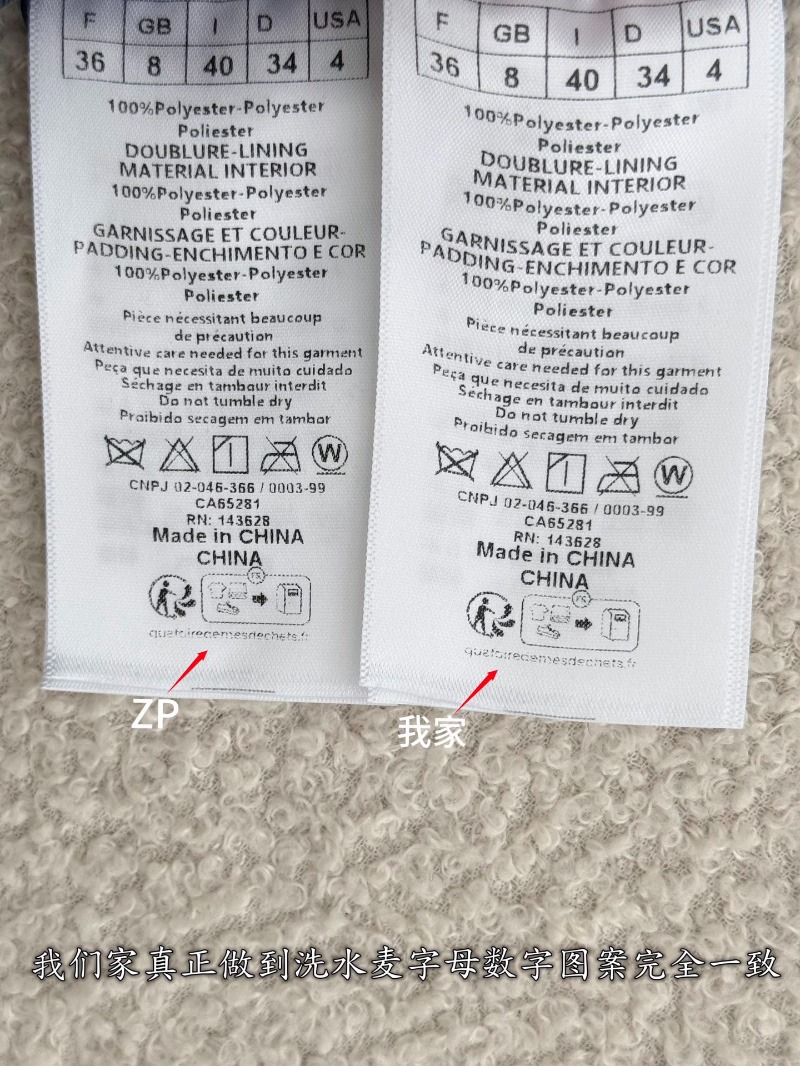 F GB I D USA
36 8 40 34 4
100%Polyester-Polyester
Poliester
DOUBLURE-LINING
MATERIAL INTERIOR
100%Polyester-Polyester
Poliester
GARNISSAGE ET COULEUR-
PADDING-ENCHIMENTO E COR
100%Polyester-Polyester
Poliester
Pièce nécessitant beaucoup
de précaution
Attentive care needed for this garment
Peça que necesita de muito cuidado
Séchage en tambour interdit
Do not tumble dry
Proibido secagem em tambor
W
CNPJ 02-046-366 / 0003-99
CA65281
RN: 143628
Made in CHINA
CHINA
FR
quefairedemesdechets.fr
ZP
F GB I D USA
36 8 40 34 4
100%Polyester-Polyester
Poliester
DOUBLURE-LINING
MATERIAL INTERIOR
100%Polyester-Polyester
Poliester
GARNISSAGE ET COULEUR-
PADDING-ENCHIMENTO E COR
100%Polyester-Polyester
Poliester
Pièce nécessitant beaucoup
de précaution
Attentive care needed for this garment
Peça que necesita de muito cuidado
Séchage en tambour interdit
Do not tumble dry
Proibido secagem em tambor
W
CNPJ 02-046-366 / 0003-99
CA65281
RN: 143628
Made in CHINA
CHINA
FR
quefairedemesdechets.fr
我家
我们家真正做到洗水麦字母数字图案完全一致